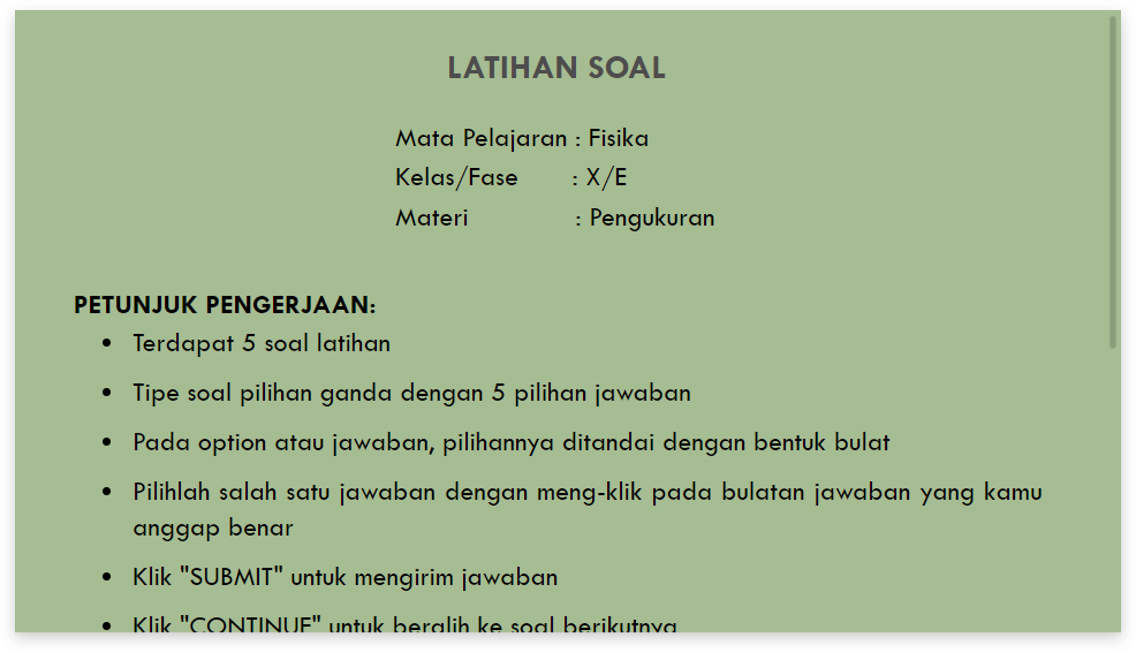 LATIHAN SOAL
Mata Pelajaran : Fisika
Kelas/Fase : X/E
Materi : Pengukuran
PETUNJUK PENGERJAAN:
• Terdapat 5 soal latihan
• Tipe soal pilihan ganda dengan 5 pilihan jawaban
• Pada option atau jawaban, pilihannya ditandai dengan bentuk bulat
• Pilihlah salah satu jawaban dengan meng-klik pada bulatan jawaban yang kamu
anggap benar
• Klik "SUBMIT" untuk mengirim jawaban
• Klik "CONTINUE" untuk beralih ke soal berikutnya